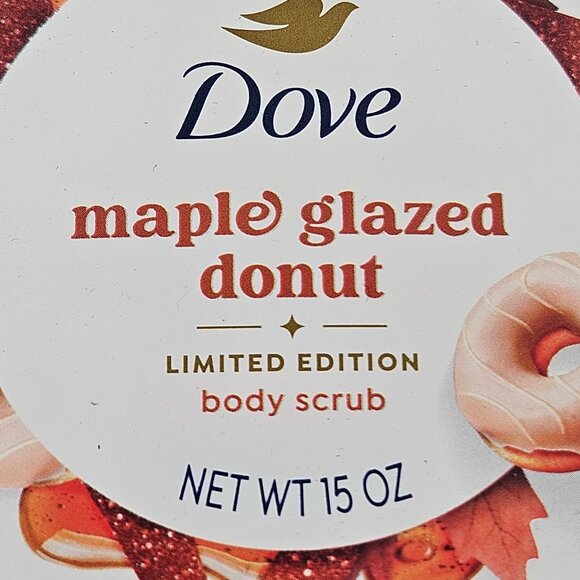 Dove
maple glazed
donut
LIMITED EDITION
body scrub
NET WT 15 OZ